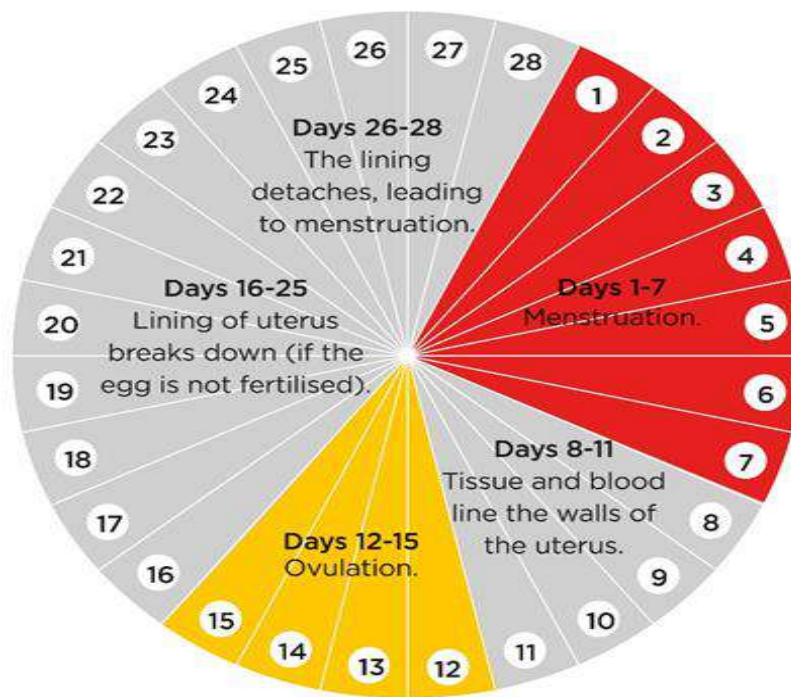 1
2
3
4
5
6
7
8
9
10
11
12
13
14
15
16
17
18
19
20
21
22
23
24
25
26
27
28
Days 1-7
Menstruation.
Days 8-11
Tissue and blood
line the walls of
the uterus.
Days 12-15
Ovulation.
Days 16-25
Lining of uterus
breaks down (if the
egg is not fertilised).
Days 26-28
The lining
detaches, leading
to menstruation.